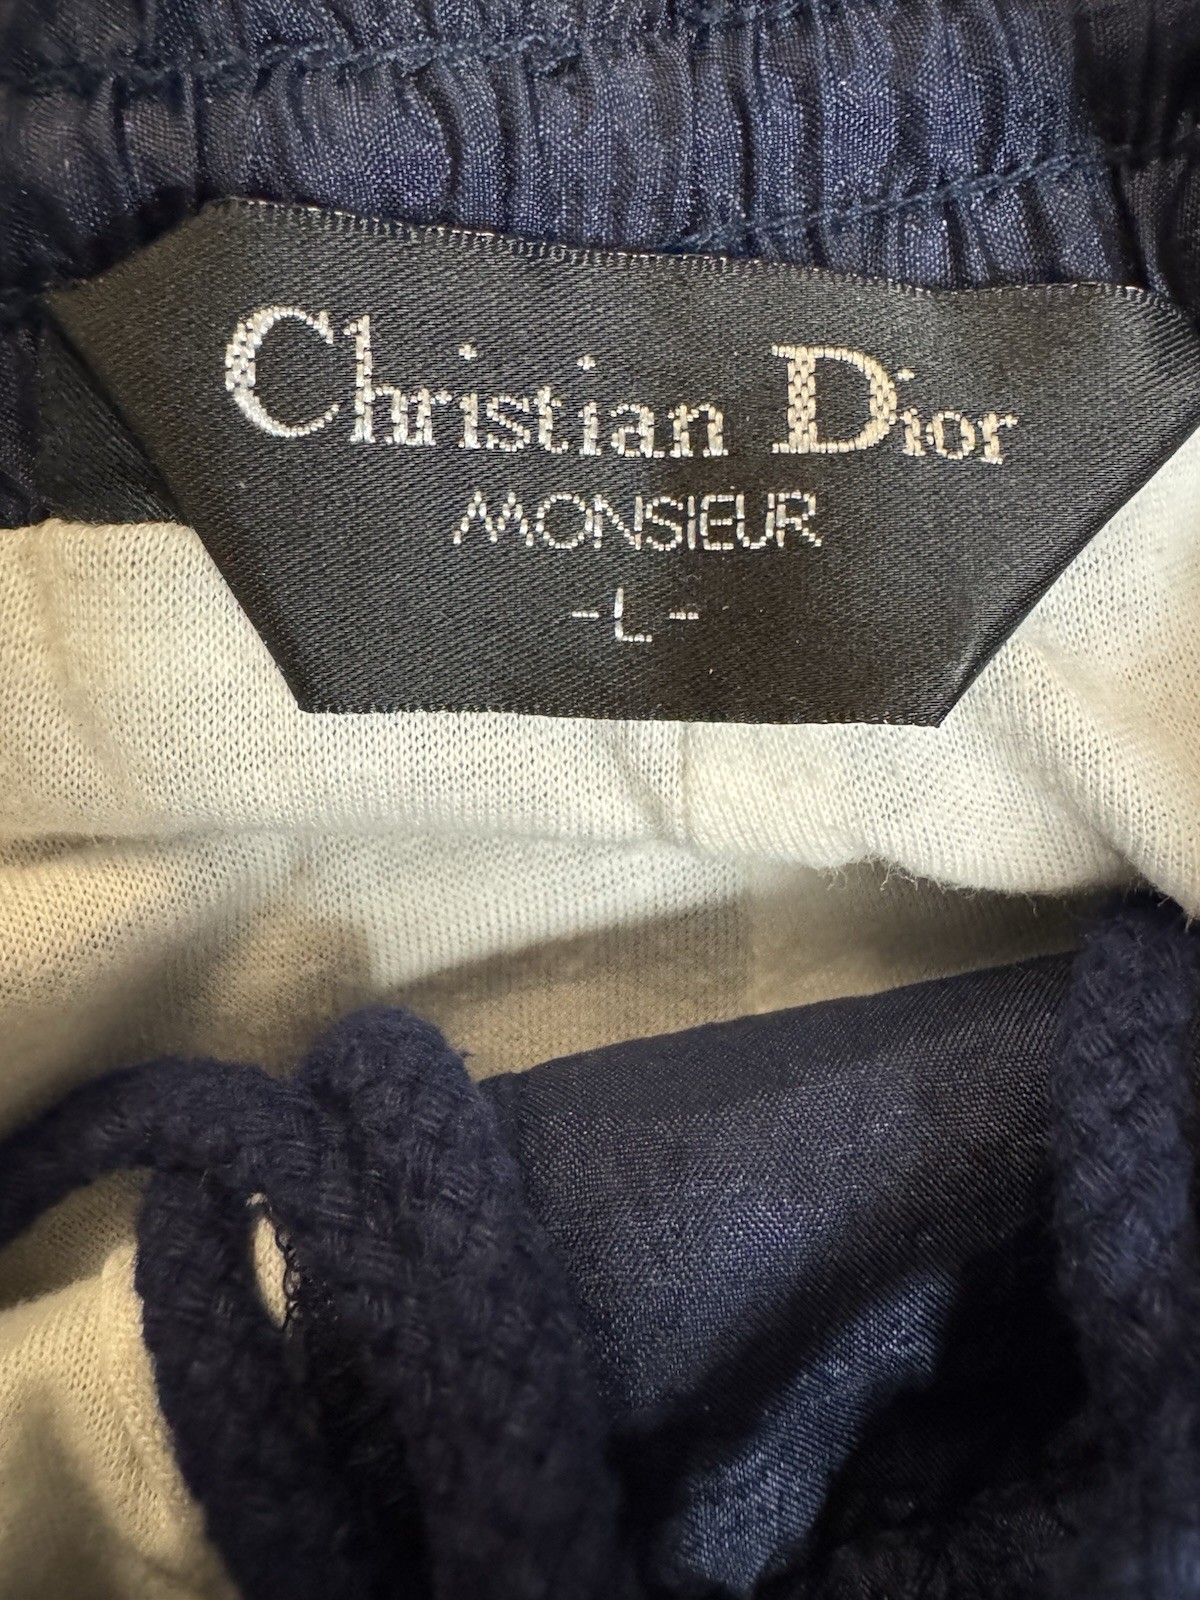 Christian Dior
MONSIEUR
-L-